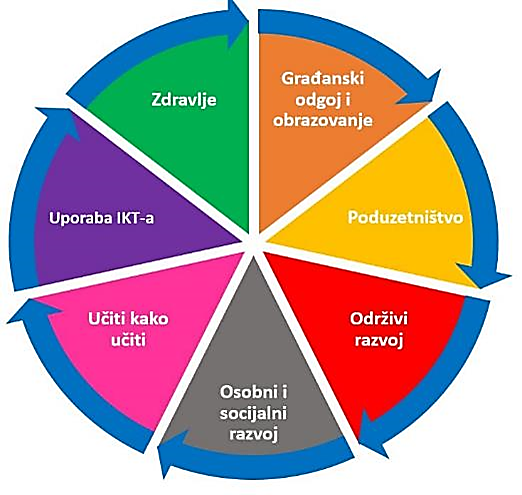 Građanski
odgoj i
obrazovanje
Poduzetništvo
Održivi
razvoj
Osobni i
socijalni
razvoj
Učiti kako
učiti
Uporaba IKT-a
Zdravlje